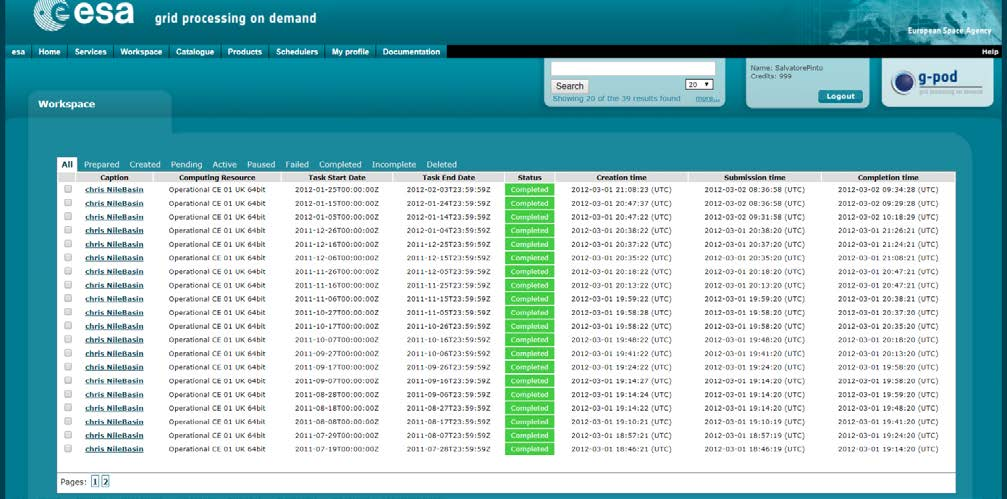 esa grid processing on demand
European Space Agency
esa Home Services Workspace Catalogue Products Schedulers My profile Documentation Help
Search 20
Showing 20 of the 39 results found more...
Name: SalvatorePinto
Credits: 999
Logout
g-pod
grid processing on demand
Workspace
All Prepared Created Pending Active Paused Failed Completed Incomplete Deleted
Caption Computing Resource Task Start Date Task End Date Status Creation time Submission time Completion time
chris NileBasin Operational CE 01 UK 64bit 2012-01-25T00:00:00Z 2012-02-03T23:59:59Z Completed 2012-03-01 21:08:23 (UTC) 2012-03-02 08:36:58 (UTC) 2012-03-02 09:34:28 (UTC)
chris NileBasin Operational CE 01 UK 64bit 2012-01-15T00:00:00Z 2012-01-24T23:59:59Z Completed 2012-03-01 20:47:37 (UTC) 2012-03-02 08:36:58 (UTC) 2012-03-02 09:29:28 (UTC)
chris NileBasin Operational CE 01 UK 64bit 2012-01-05T00:00:00Z 2012-01-14T23:59:59Z Completed 2012-03-01 20:47:22 (UTC) 2012-03-02 09:31:58 (UTC) 2012-03-02 10:18:29 (UTC)
chris NileBasin Operational CE 01 UK 64bit 2011-12-26T00:00:00Z 2012-01-04T23:59:59Z Completed 2012-03-01 20:38:22 (UTC) 2012-03-01 20:38:20 (UTC) 2012-03-01 21:26:21 (UTC)
chris NileBasin Operational CE 01 UK 64bit 2011-12-16T00:00:00Z 2011-12-25T23:59:59Z Completed 2012-03-01 20:37:22 (UTC) 2012-03-01 20:37:20 (UTC) 2012-03-01 21:24:21 (UTC)
chris NileBasin Operational CE 01 UK 64bit 2011-12-06T00:00:00Z 2011-12-15T23:59:59Z Completed 2012-03-01 20:35:22 (UTC) 2012-03-01 20:35:20 (UTC) 2012-03-01 21:08:21 (UTC)
chris NileBasin Operational CE 01 UK 64bit 2011-11-26T00:00:00Z 2011-12-05T23:59:59Z Completed 2012-03-01 20:18:22 (UTC) 2012-03-01 20:18:20 (UTC) 2012-03-01 20:47:21 (UTC)
chris NileBasin Operational CE 01 UK 64bit 2011-11-16T00:00:00Z 2011-11-25T23:59:59Z Completed 2012-03-01 20:13:22 (UTC) 2012-03-01 20:13:20 (UTC) 2012-03-01 20:47:21 (UTC)
chris NileBasin Operational CE 01 UK 64bit 2011-11-06T00:00:00Z 2011-11-15T23:59:59Z Completed 2012-03-01 19:59:22 (UTC) 2012-03-01 19:59:20 (UTC) 2012-03-01 20:38:21 (UTC)
chris NileBasin Operational CE 01 UK 64bit 2011-10-27T00:00:00Z 2011-11-05T23:59:59Z Completed 2012-03-01 19:58:28 (UTC) 2012-03-01 19:58:20 (UTC) 2012-03-01 20:37:20 (UTC)
chris NileBasin Operational CE 01 UK 64bit 2011-10-17T00:00:00Z 2011-10-26T23:59:59Z Completed 2012-03-01 19:58:22 (UTC) 2012-03-01 19:58:20 (UTC) 2012-03-01 20:35:20 (UTC)
chris NileBasin Operational CE 01 UK 64bit 2011-10-07T00:00:00Z 2011-10-16T23:59:59Z Completed 2012-03-01 19:48:22 (UTC) 2012-03-01 19:48:20 (UTC) 2012-03-01 20:18:20 (UTC)
chris NileBasin Operational CE 01 UK 64bit 2011-09-27T00:00:00Z 2011-10-06T23:59:59Z Completed 2012-03-01 19:41:22 (UTC) 2012-03-01 19:41:20 (UTC) 2012-03-01 20:13:20 (UTC)
chris NileBasin Operational CE 01 UK 64bit 2011-09-17T00:00:00Z 2011-09-26T23:59:59Z Completed 2012-03-01 19:24:22 (UTC) 2012-03-01 19:24:20 (UTC) 2012-03-01 19:58:20 (UTC)
chris NileBasin Operational CE 01 UK 64bit 2011-09-07T00:00:00Z 2011-09-16T23:59:59Z Completed 2012-03-01 19:14:27 (UTC) 2012-03-01 19:14:20 (UTC) 2012-03-01 19:58:20 (UTC)
chris NileBasin Operational CE 01 UK 64bit 2011-08-28T00:00:00Z 2011-09-06T23:59:59Z Completed 2012-03-01 19:14:24 (UTC) 2012-03-01 19:14:20 (UTC) 2012-03-01 19:59:20 (UTC)
chris NileBasin Operational CE 01 UK 64bit 2011-08-18T00:00:00Z 2011-08-27T23:59:59Z Completed 2012-03-01 19:14:22 (UTC) 2012-03-01 19:14:20 (UTC) 2012-03-01 19:48:20 (UTC)
chris NileBasin Operational CE 01 UK 64bit 2011-08-08T00:00:00Z 2011-08-17T23:59:59Z Completed 2012-03-01 19:10:21 (UTC) 2012-03-01 19:10:19 (UTC) 2012-03-01 19:41:20 (UTC)
chris NileBasin Operational CE 01 UK 64bit 2011-07-29T00:00:00Z 2011-08-07T23:59:59Z Completed 2012-03-01 18:57:21 (UTC) 2012-03-01 18:57:19 (UTC) 2012-03-01 19:24:20 (UTC)
chris NileBasin Operational CE 01 UK 64bit 2011-07-19T00:00:00Z 2011-07-28T23:59:59Z Completed 2012-03-01 18:46:21 (UTC) 2012-03-01 18:46:19 (UTC) 2012-03-01 19:14:20 (UTC)
Pages: 1 2